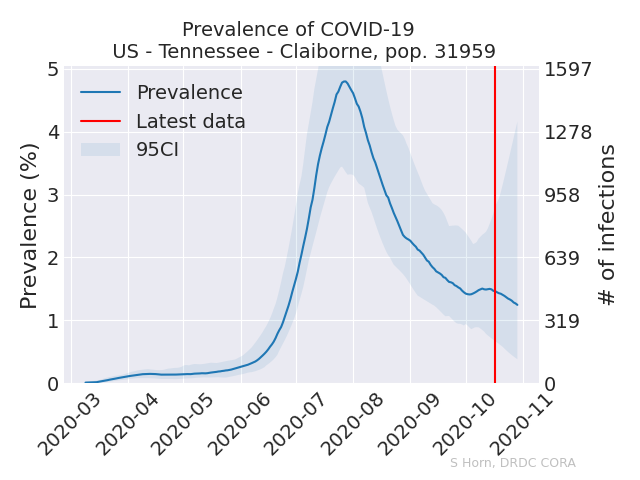 Prevalence of COVID-19
US - Tennessee - Claiborne, pop. 31959
Prevalence
Latest data
95CI
Prevalence (%)
5
4
3
2
1
0
1597
1278
958
639
319
0
# of infections
2020-03
2020-04
2020-05
2020-06
2020-07
2020-08
2020-09
2020-10
2020-11
S Horn, DRDC CORA